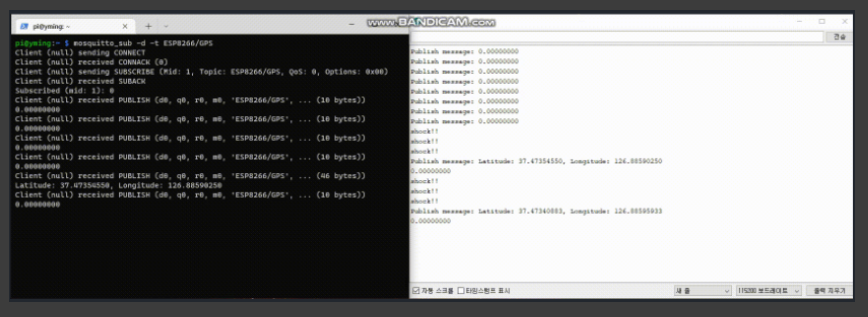 pi@yming: ~
www.BANDICAM.com
pi@yming:~ $ mosquitto_sub -d -t ESP8266/GPS
Client (null) sending CONNECT
Client (null) received CONNACK (0)
Client (null) sending SUBSCRIBE (Mid: 1, Topic: ESP8266/GPS, QoS: 0, Options: 0x00)
Client (null) received SUBACK
Subscribed (mid: 1): 0
Client (null) received PUBLISH (d0, q0, r0, m0, 'ESP8266/GPS', ... (10 bytes))
0.00000000
Client (null) received PUBLISH (d0, q0, r0, m0, 'ESP8266/GPS', ... (10 bytes))
0.00000000
Client (null) received PUBLISH (d0, q0, r0, m0, 'ESP8266/GPS', ... (10 bytes))
0.00000000
Client (null) received PUBLISH (d0, q0, r0, m0, 'ESP8266/GPS', ... (10 bytes))
0.00000000
Client (null) received PUBLISH (d0, q0, r0, m0, 'ESP8266/GPS', ... (46 bytes))
Latitude: 37.47354550, Longitude: 126.88590250
Client (null) received PUBLISH (d0, q0, r0, m0, 'ESP8266/GPS', ... (10 bytes))
0.00000000
전송
Publish message: 0.00000000
Publish message: 0.00000000
Publish message: 0.00000000
Publish message: 0.00000000
Publish message: 0.00000000
Publish message: 0.00000000
Publish message: 0.00000000
Publish message: 0.00000000
shock!!
shock!!
shock!!
Publish message: Latitude: 37.47354550, Longitude: 126.88590250
0.00000000
shock!!
shock!!
shock!!
Publish message: Latitude: 37.47340883, Longitude: 126.88595933
0.00000000
자동 스크롤 타임스탬프 표시
새 줄
115200 보드레이트
출력 지우기